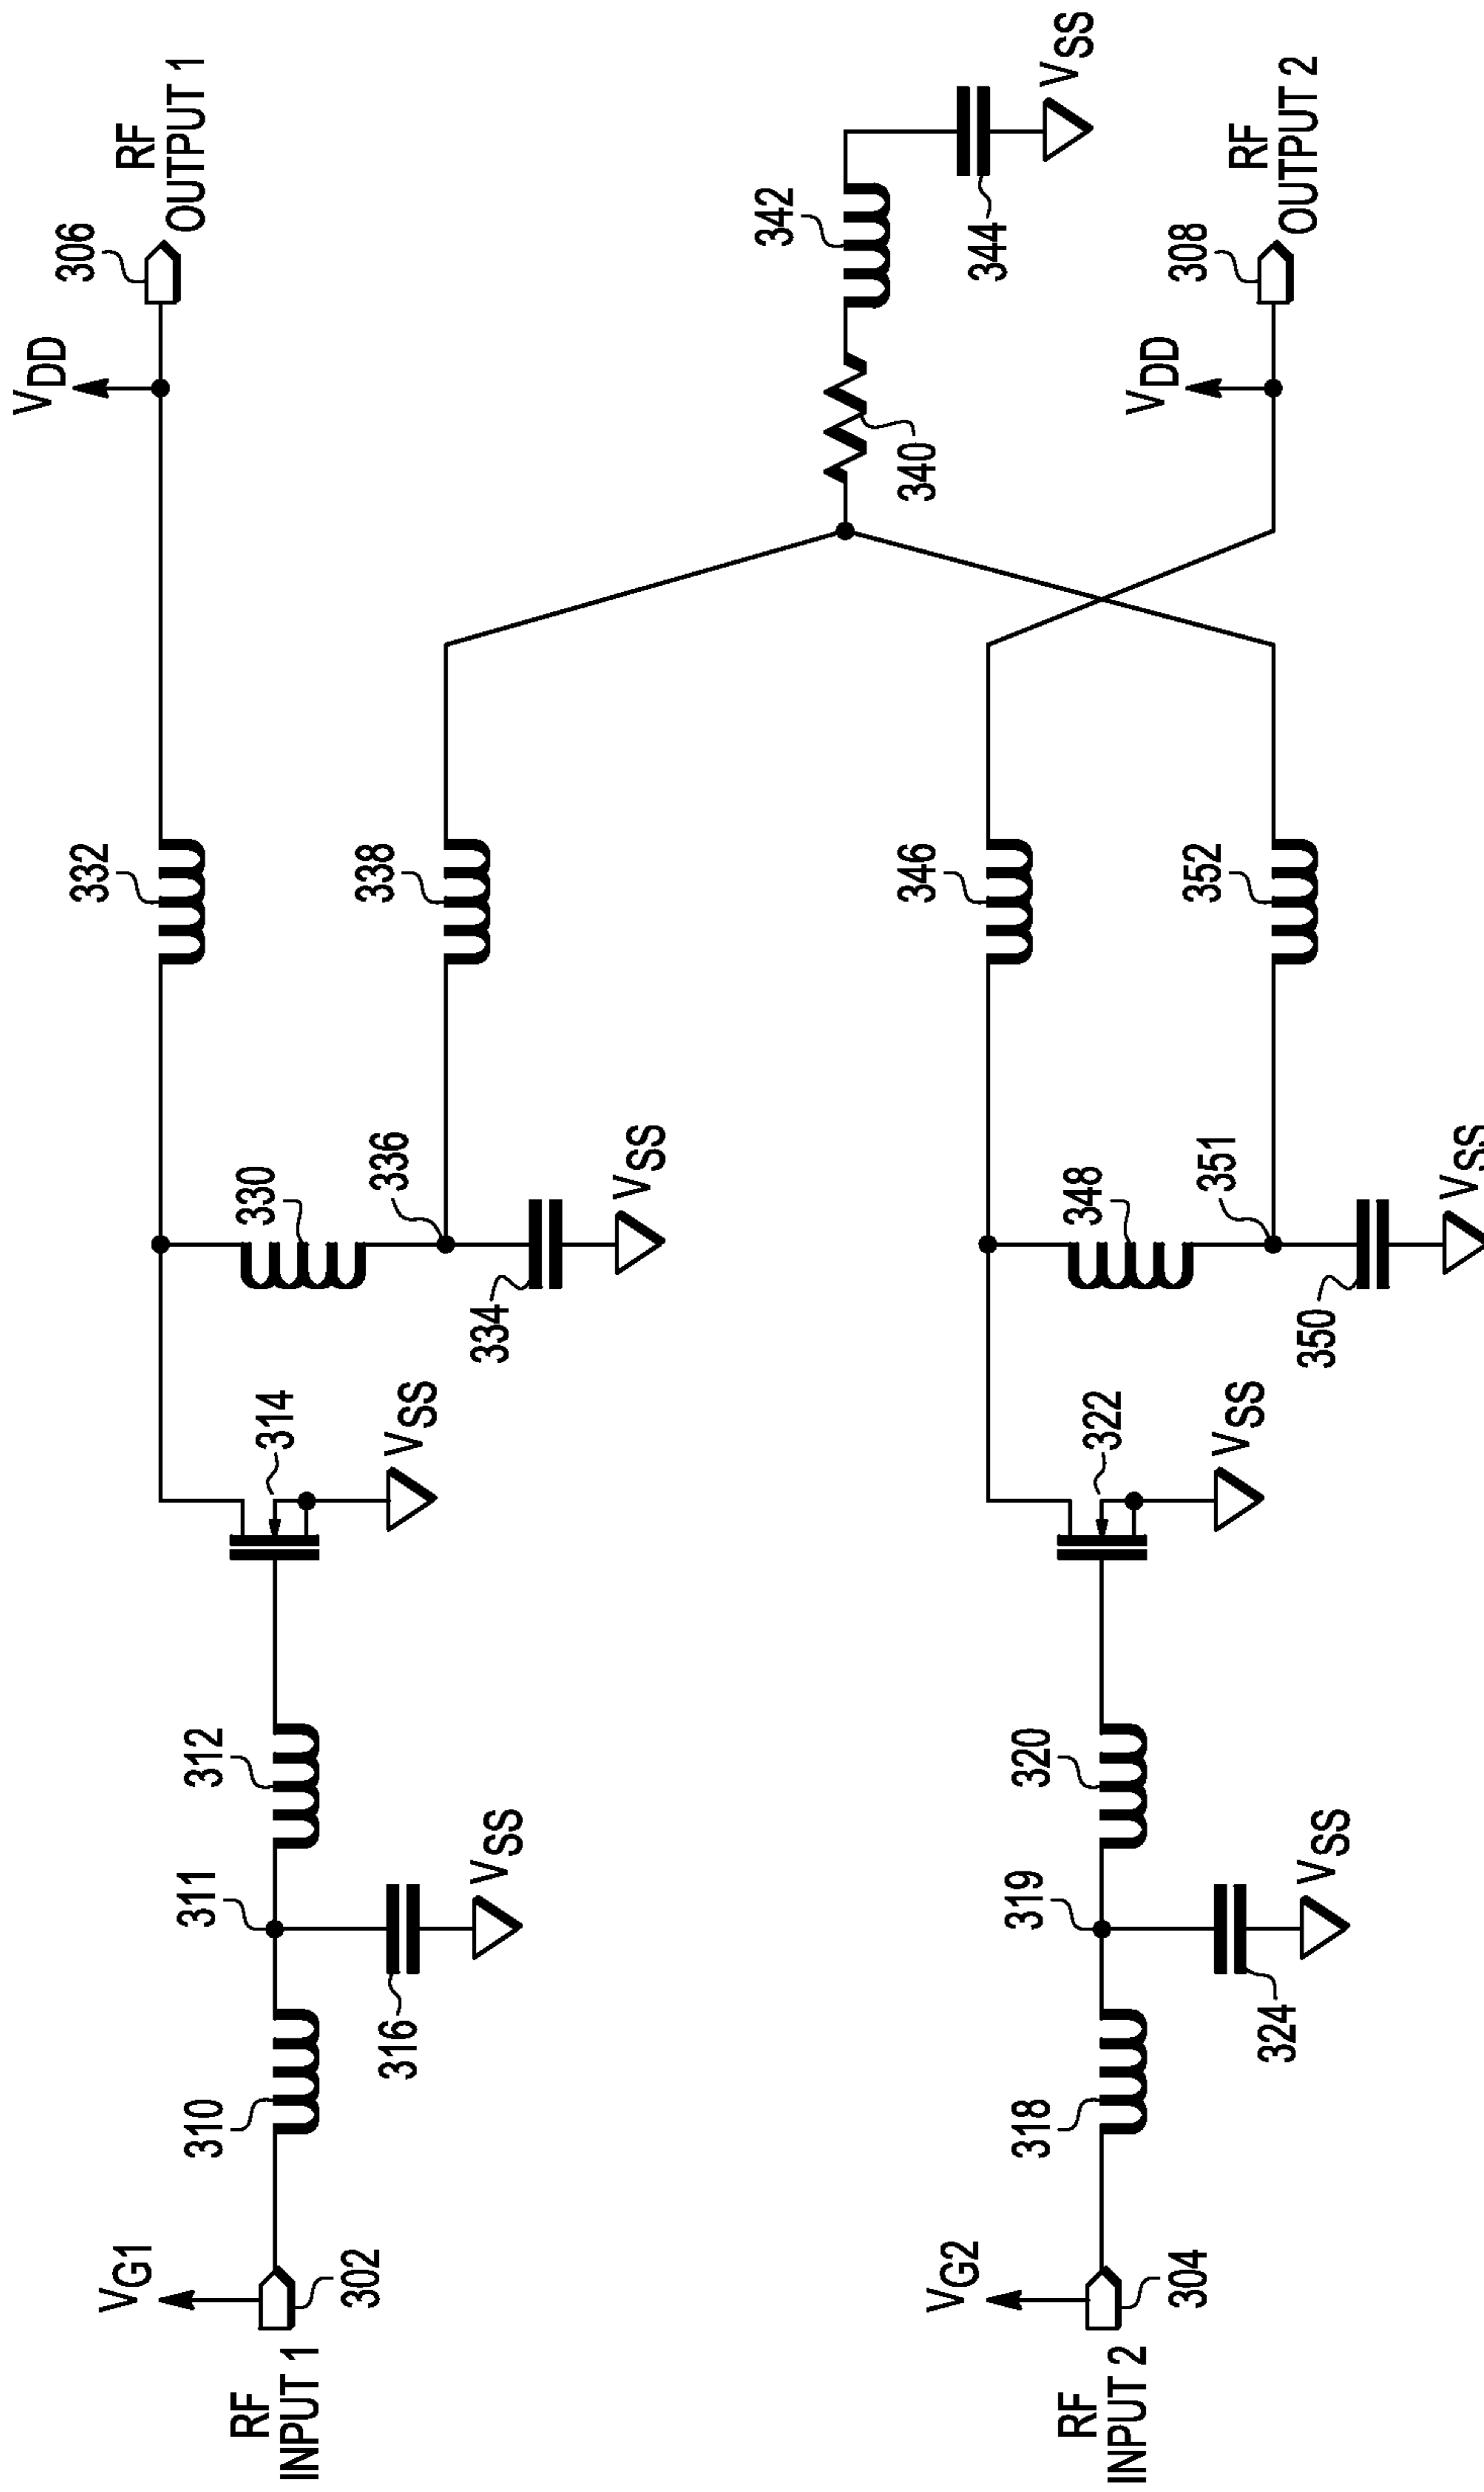 VDD
306
RF
OUTPUT 1
332
330
336
338
334
VSS
314
VSS
312
311
310
316
VSS
VG1
302
RF
INPUT 1
342
340
344
VSS
VDD
308
RF
OUTPUT 2
346
352
348
351
350
VSS
322
VSS
320
319
318
324
VSS
VG2
304
RF
INPUT 2